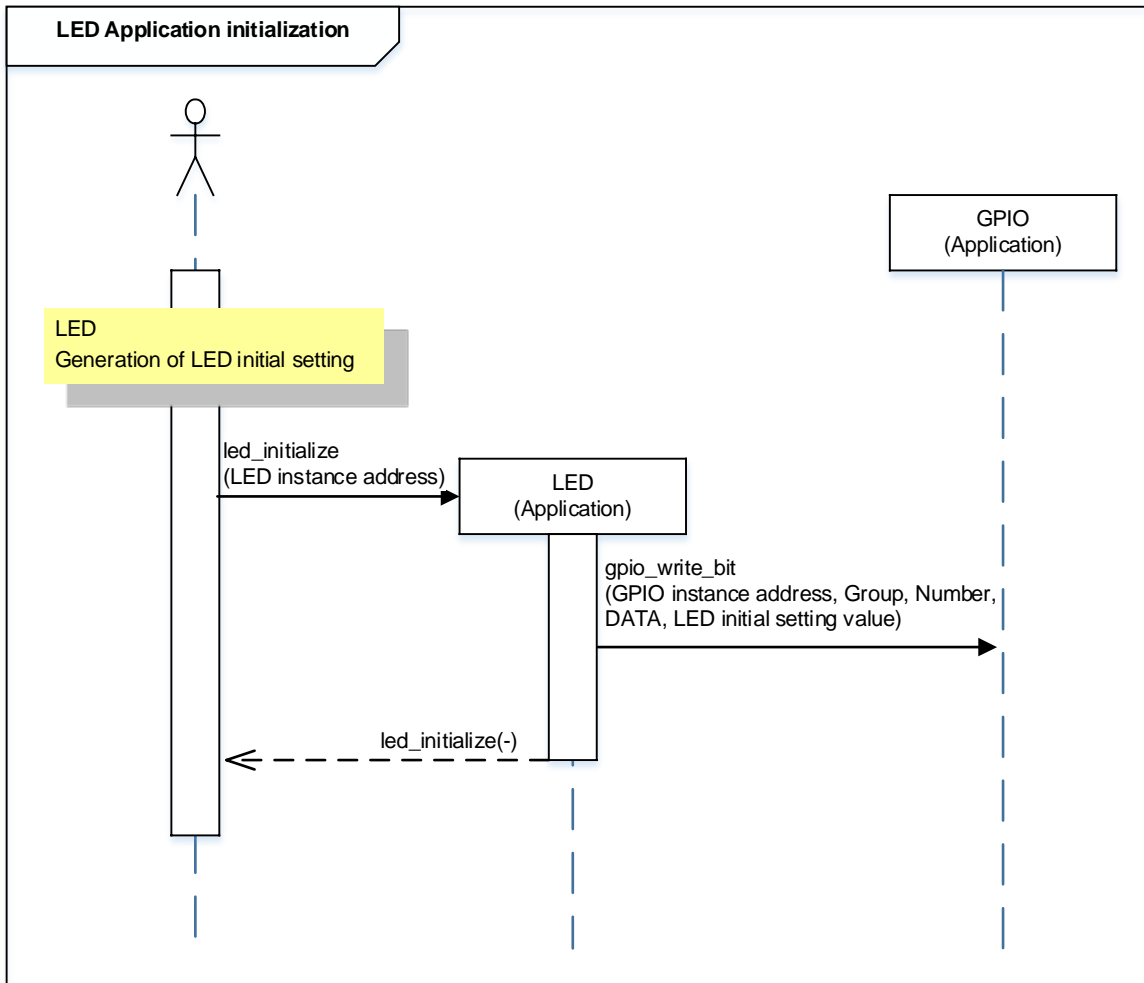 LED Application initialization
GPIO
(Application)
LED
Generation of LED initial setting
led_initialize
(LED instance address)
LED
(Application)
gpio_write_bit
(GPIO instance address, Group, Number,
DATA, LED initial setting value)
led_initialize(-)